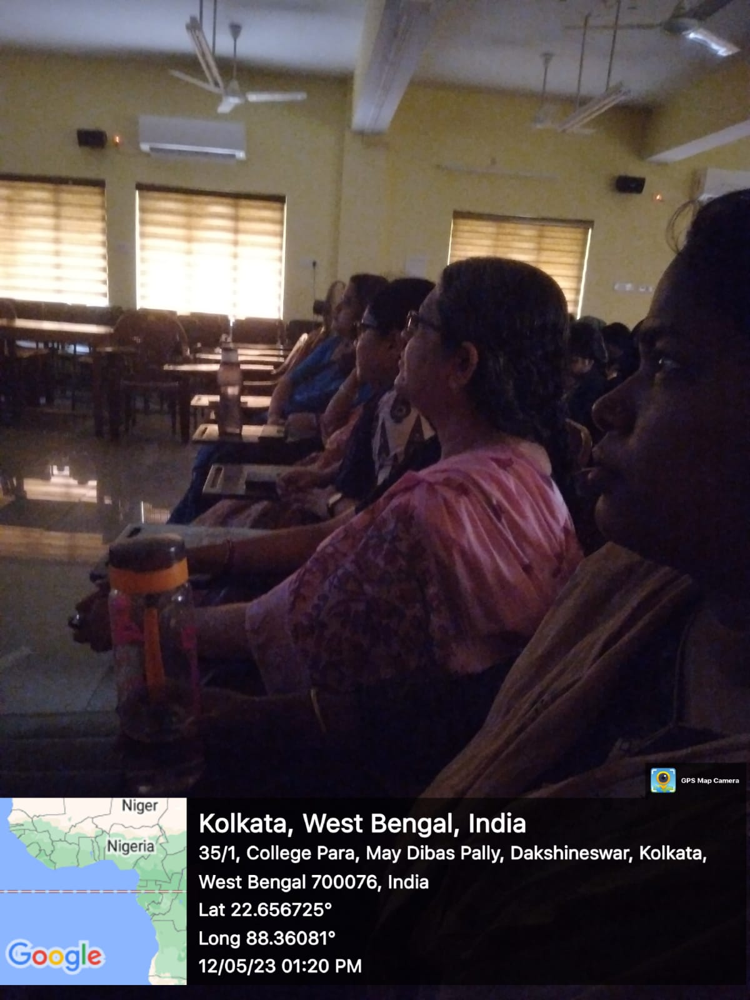 GPS Map Camera
Niger
Nigeria
Google
Kolkata, West Bengal, India
35/1, College Para, May Dibas Pally, Dakshineswar, Kolkata,
West Bengal 700076, India
Lat 22.656725°
Long 88.36081°
12/05/23 01:20 PM